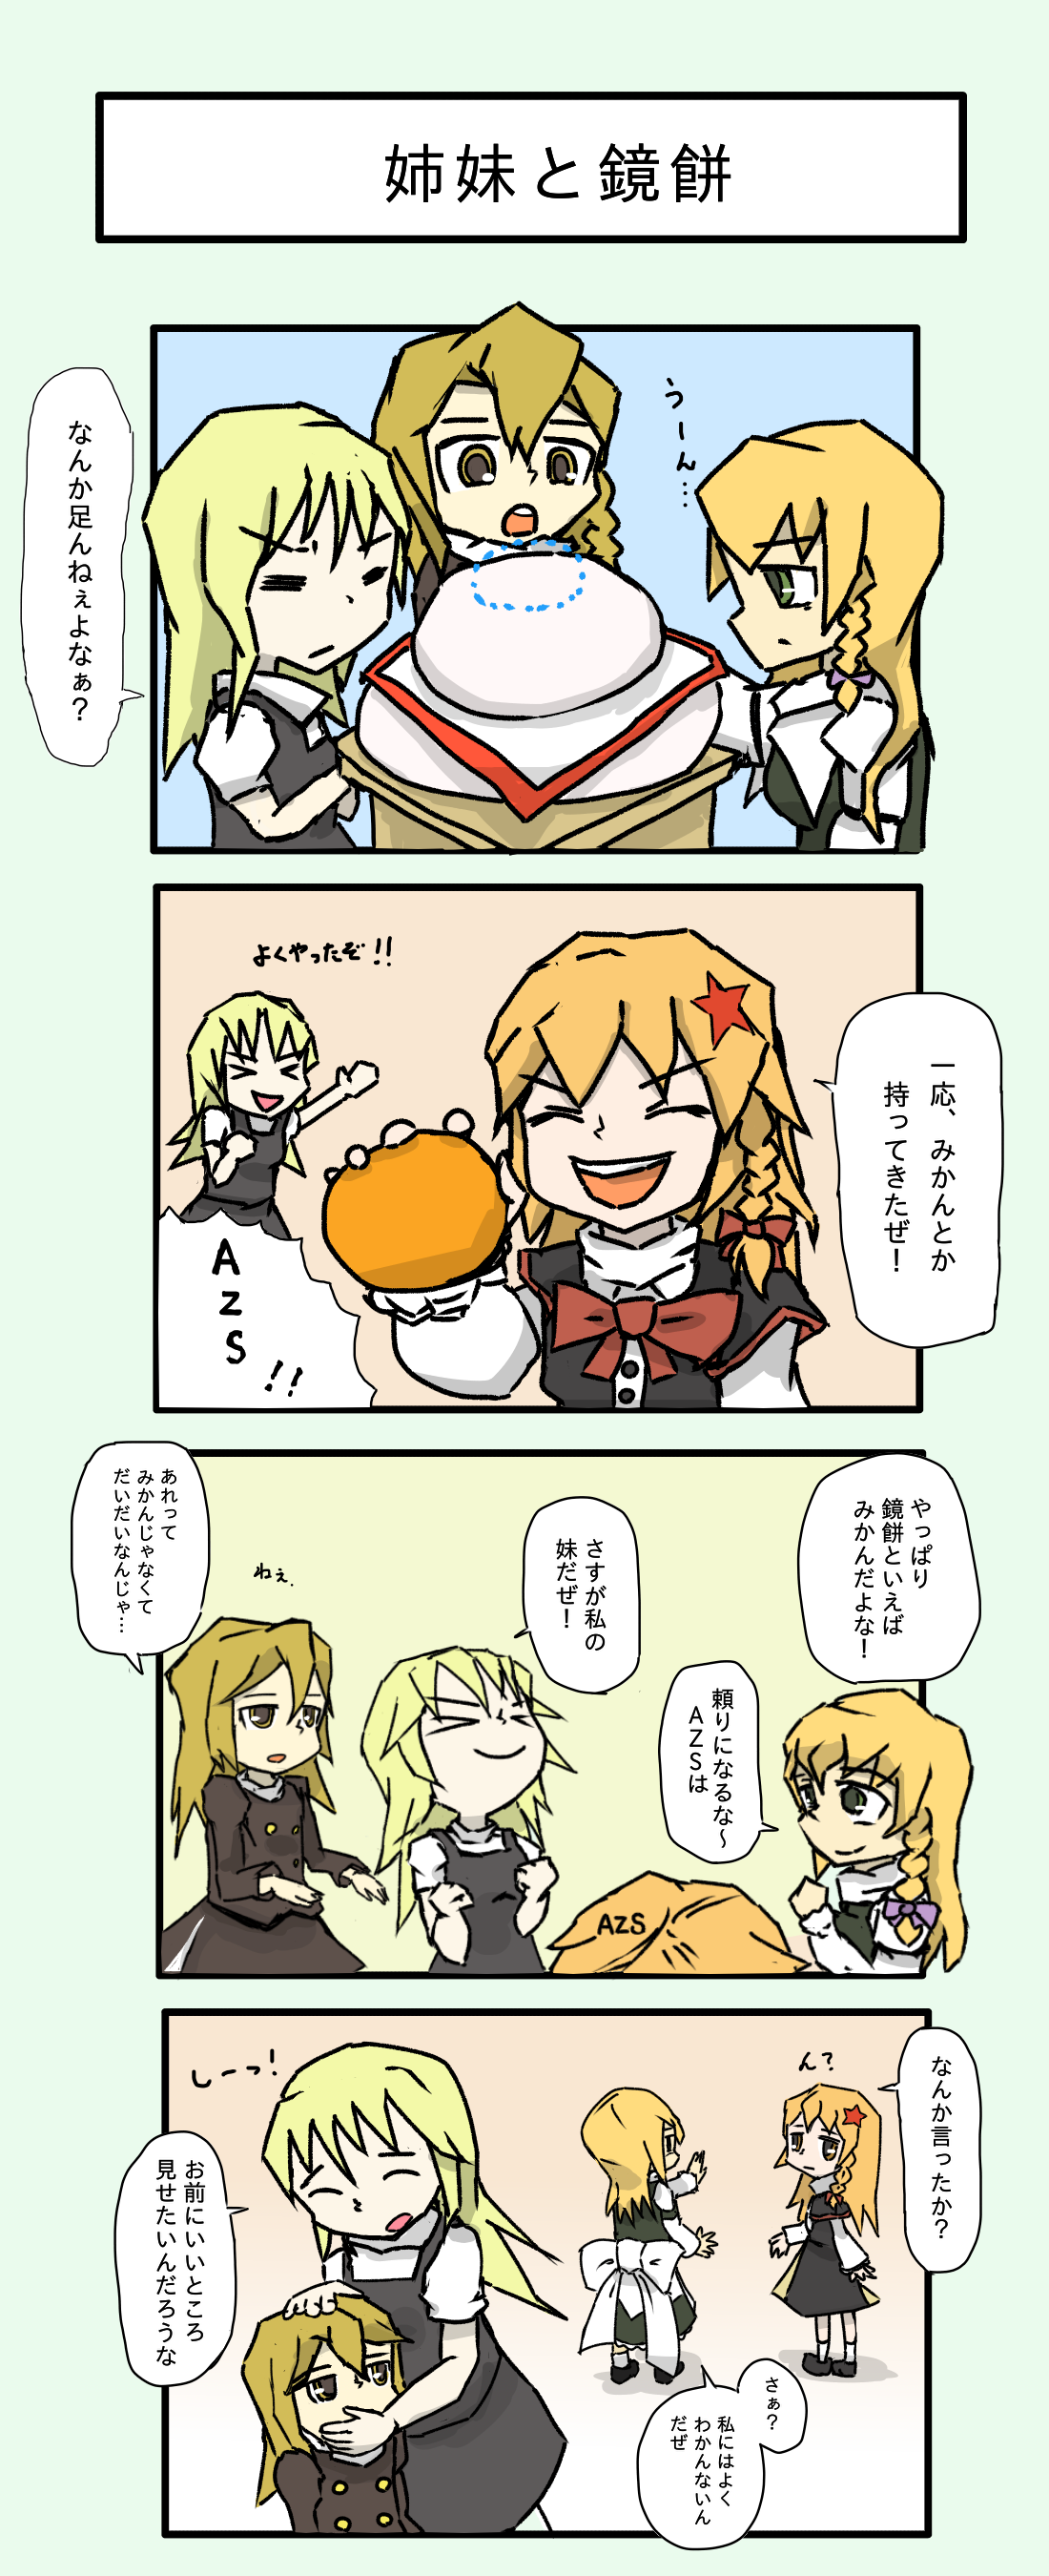 姉妹と鏡餅
うーん…
なんか足んねぇよなぁ?
一応、みかんとか
持ってきたぜ!
よくやったぞ!!
AzS!!
やっぱり
鏡餅といえば
みかんだよな!
頼りになるな~
AZSは
さすが私の
妹だぜ!
AZS
ねぇ.
あれって
みかんじゃなくて
だいだいなんじゃ…
なんか言ったか?
ん?
さぁ?
私にはよく
わかんないん
だぜ
しーっ!
お前にいいところ
見せたいんだろうな